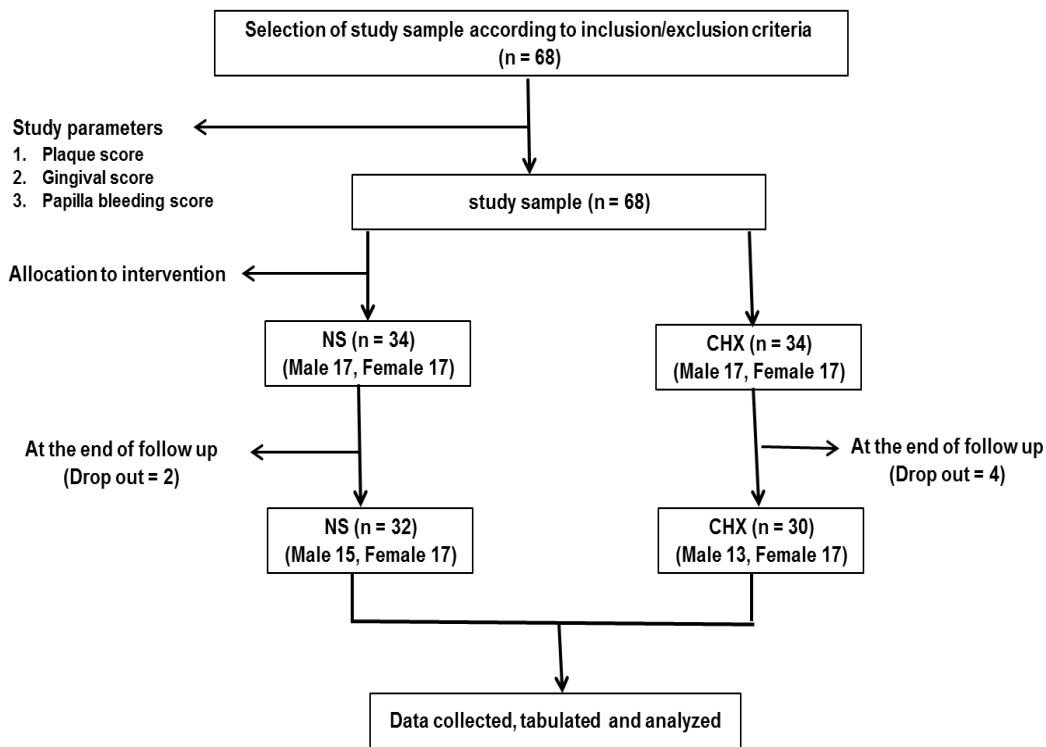 Selection of study sample according to inclusion/exclusion criteria
(n = 68)
Study parameters
1. Plaque score
2. Gingival score
3. Papilla bleeding score
study sample (n = 68)
Allocation to intervention
NS (n = 34)
(Male 17, Female 17)
CHX (n = 34)
(Male 17, Female 17)
At the end of follow up
(Drop out = 2)
At the end of follow up
(Drop out = 4)
NS (n = 32)
(Male 15, Female 17)
CHX (n = 30)
(Male 13, Female 17)
Data collected, tabulated and analyzed